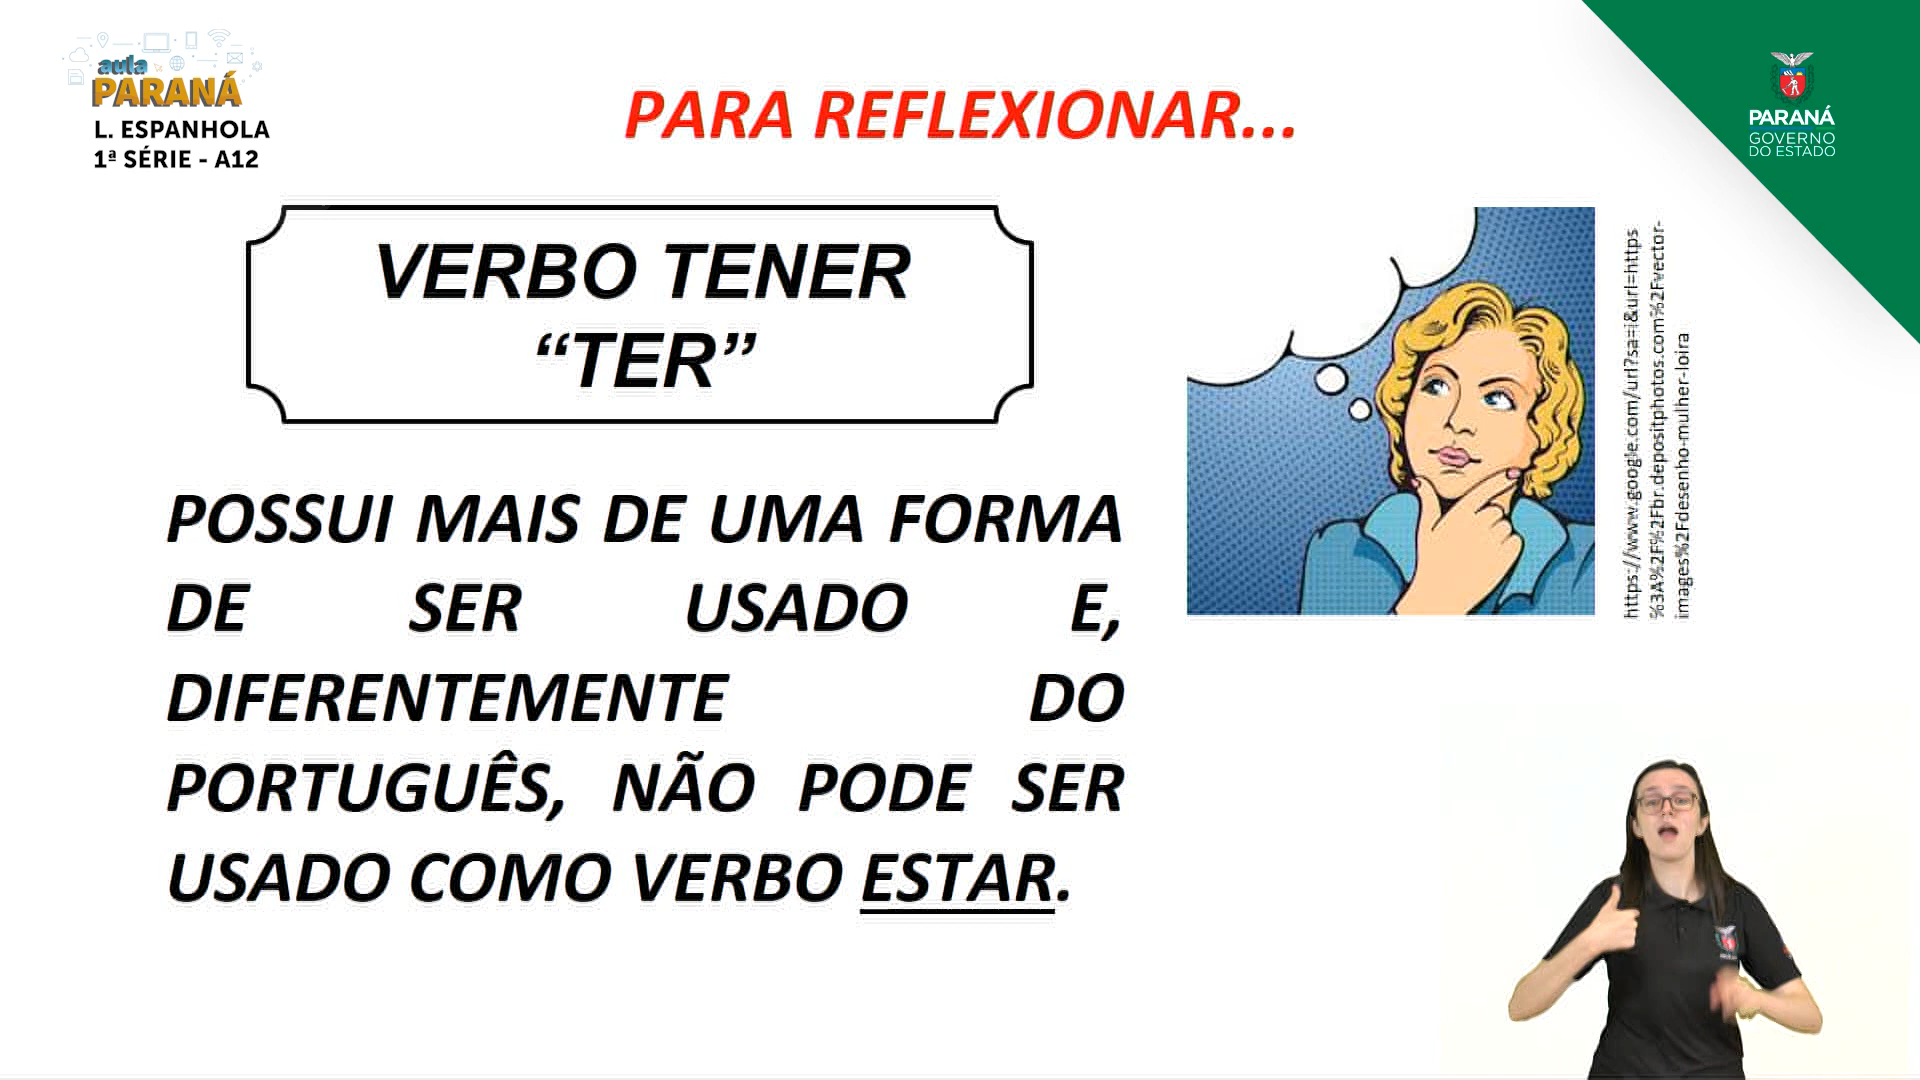 aula
PARANÁ
L. ESPANHOLA
1ª SÉRIE - A12
PARA REFLEXIONAR...
PARANÁ
GOVERNO
DO ESTADO
VERBO TENER
“TER”
https://www.google.com/url?sa=i&url=https
%3A%2F%2Fbr.depositphotos.com%2Fvector-
images%2Fdesenho-mulher-loira
POSSUI MAIS DE UMA FORMA
DE SER USADO E,
DIFERENTEMENTE DO
PORTUGUÊS, NÃO PODE SER
USADO COMO VERBO ESTAR.